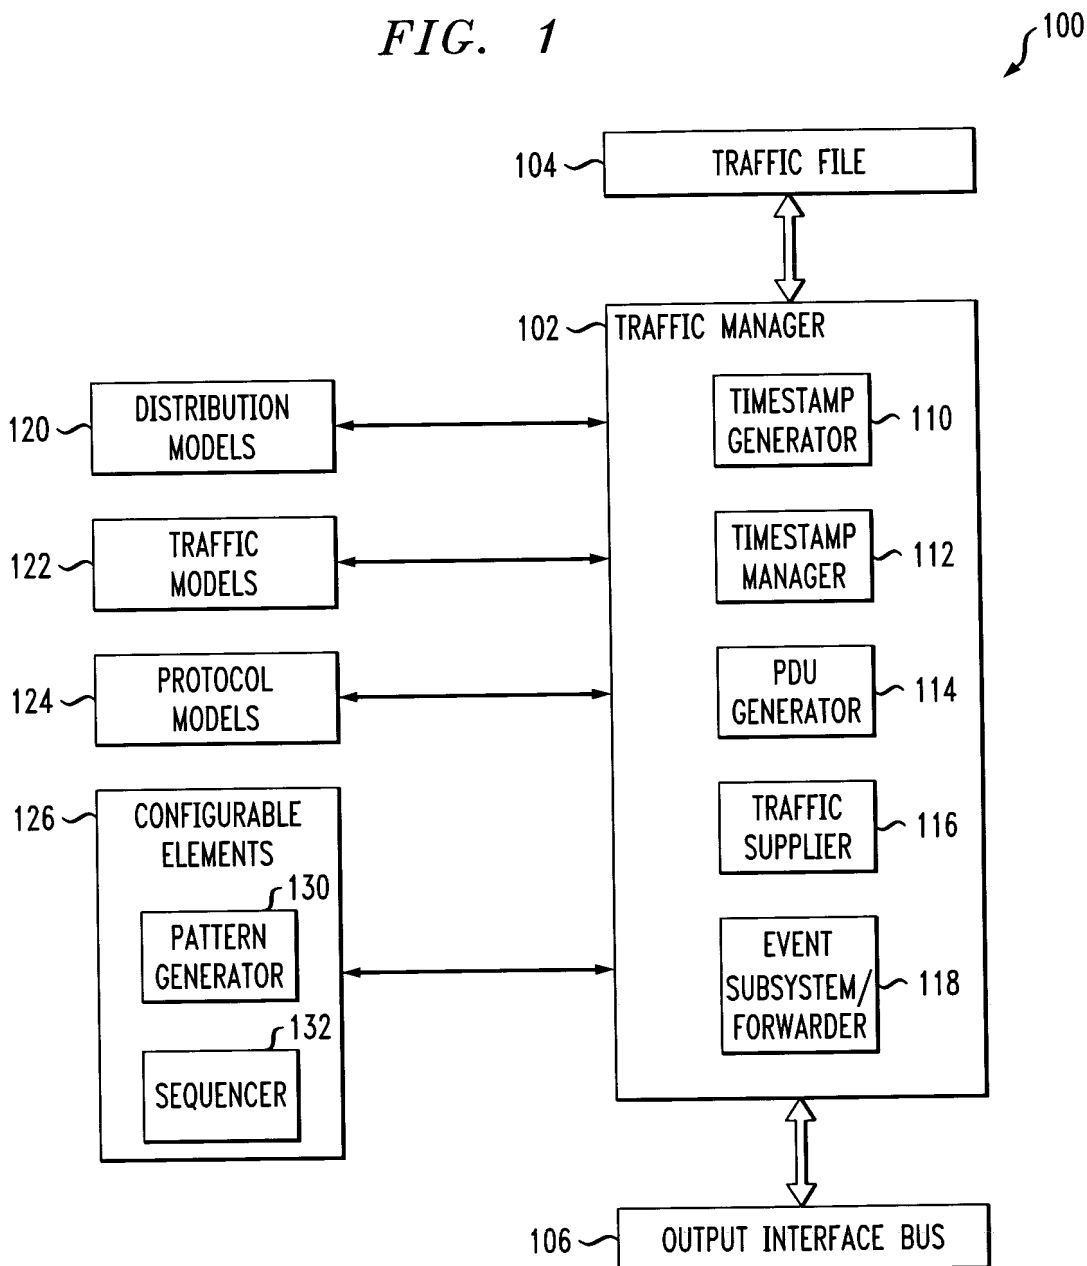 FIG. 1
100
104
TRAFFIC FILE
102
TRAFFIC MANAGER
TIMESTAMP
GENERATOR
110
DISTRIBUTION
MODELS
120
TIMESTAMP
MANAGER
112
TRAFFIC
MODELS
122
PDU
GENERATOR
114
PROTOCOL
MODELS
124
TRAFFIC
SUPPLIER
116
126
CONFIGURABLE
ELEMENTS
130
PATTERN
GENERATOR
EVENT
SUBSYSTEM/
FORWARDER
118
132
SEQUENCER
106
OUTPUT INTERFACE BUS